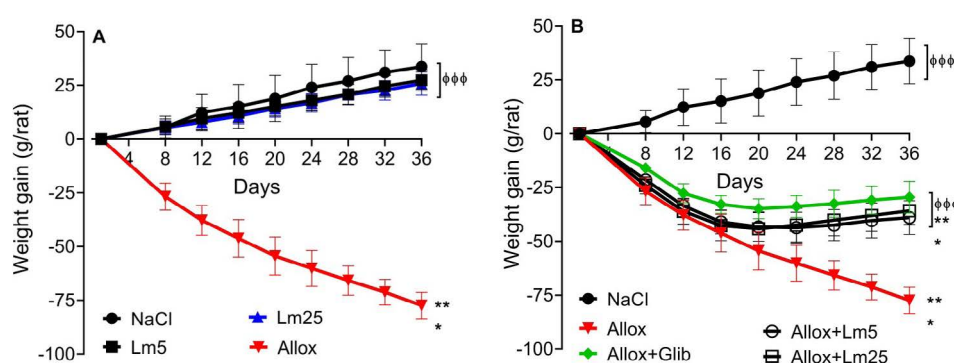 A
Weight gain (g/rat)
50
25
0
-25
-50
-75
-100
4 8 12 16 20 24 28 32 36
Days
ϕϕϕ
**
*
NaCl
Lm5
Lm25
Allox
B
Weight gain (g/rat)
50
25
0
-25
-50
-75
-100
8 12 16 20 24 28 32 36
Days
ϕϕϕ
ϕϕϕ
**
*
**
*
NaCl
Allox
Allox+Glib
Allox+Lm5
Allox+Lm25